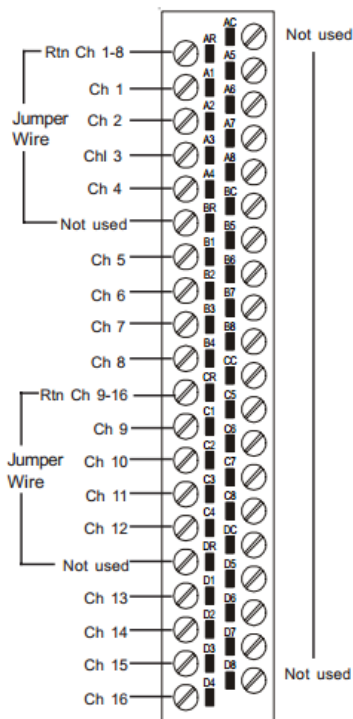 AC
Not used
AR
Rtn Ch 1-8
A5
A1
Ch 1
A6
A2
Jumper
Wire
Ch 2
A7
A3
Chl 3
A8
A4
Ch 4
BC
BR
Not used
B5
B1
Ch 5
B6
B2
Ch 6
B7
B3
Ch 7
B8
B4
Ch 8
CC
CR
Rtn Ch 9-16
C5
C1
Ch 9
C6
C2
Jumper
Wire
Ch 10
C7
C3
Ch 11
C8
C4
Ch 12
DC
DR
Not used
D5
D1
Ch 13
D6
D2
Ch 14
D7
D3
Ch 15
D8
Not used
D4
Ch 16